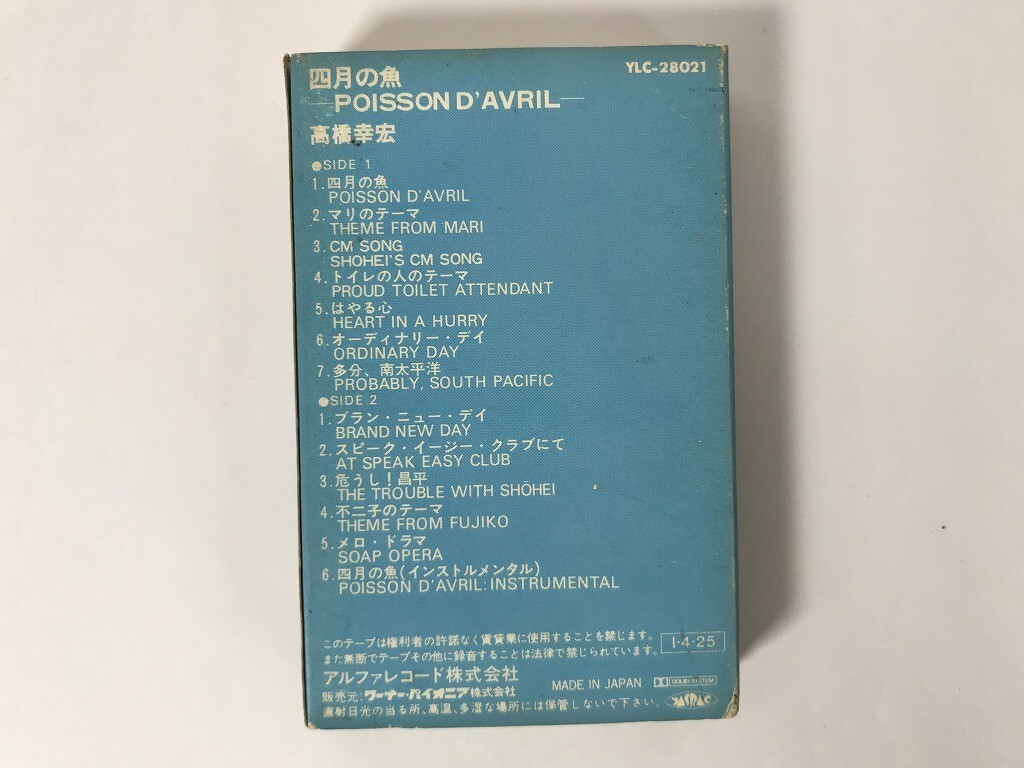 四月の魚
YLC-28021
—POISSON D'AVRIL—
高橋幸宏
●SIDE 1
1.四月の魚
POISSON D'AVRIL
2.マリのテーマ
THEME FROM MARI
3.CM SONG
SHOHEI'S CM SONG
4.トイレの人のテーマ
PROUD TOILET ATTENDANT
5.はやる心
HEART IN A HURRY
6.オーディナリー・デイ
ORDINARY DAY
7.多分、南太平洋
PROBABLY, SOUTH PACIFIC
●SIDE 2
1.ブラン・ニュー・デイ
BRAND NEW DAY
2.スピーク・イージー・クラブにて
AT SPEAK EASY CLUB
3.危うし!昌平
THE TROUBLE WITH SHŌHEI
4.不二子のテーマ
THEME FROM FUJIKO
5.メロ・ドラマ
SOAP OPERA
6.四月の魚(インストルメンタル)
POISSON D'AVRIL: INSTRUMENTAL
このテープは権利者の許諾なく賃貸業に使用することを禁じます。
また無断でテープその他に録音することは法律で禁じられています。
I·4·25
アルファレコード株式会社
販売元:ワーナー・パイオニア株式会社
MADE IN JAPAN
DOLBY SYSTEM
直射日光の当る所、高温、多湿な場所には保管しないで下さい。
JASRAC